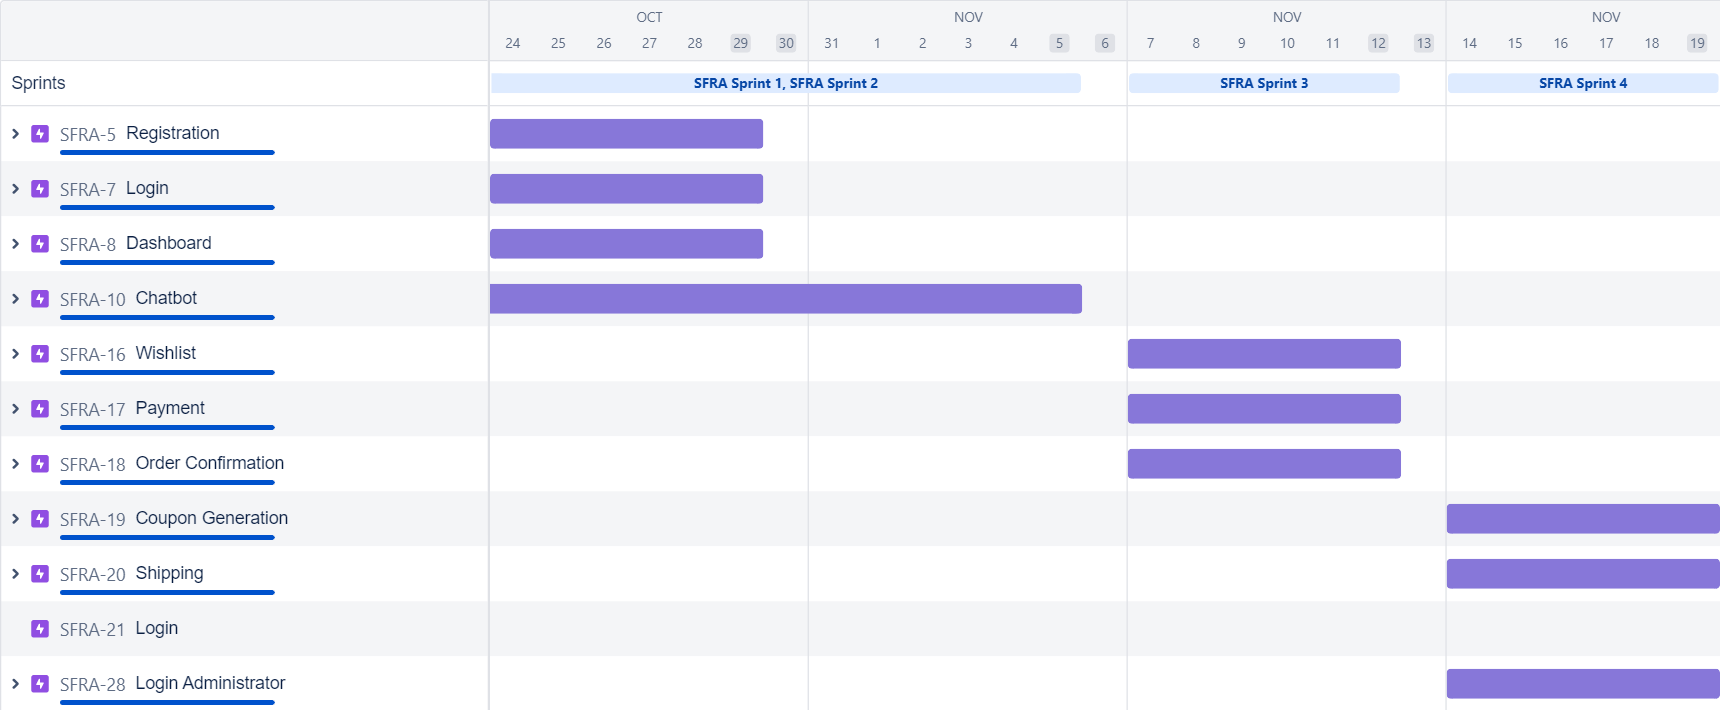 OCT NOV NOV NOV
24 25 26 27 28 29 30 31 1 2 3 4 5 6 7 8 9 10 11 12 13 14 15 16 17 18 19
Sprints SFRA Sprint 1, SFRA Sprint 2 SFRA Sprint 3 SFRA Sprint 4
SFRA-5 Registration
SFRA-7 Login
SFRA-8 Dashboard
SFRA-10 Chatbot
SFRA-16 Wishlist
SFRA-17 Payment
SFRA-18 Order Confirmation
SFRA-19 Coupon Generation
SFRA-20 Shipping
SFRA-21 Login
SFRA-28 Login Administrator